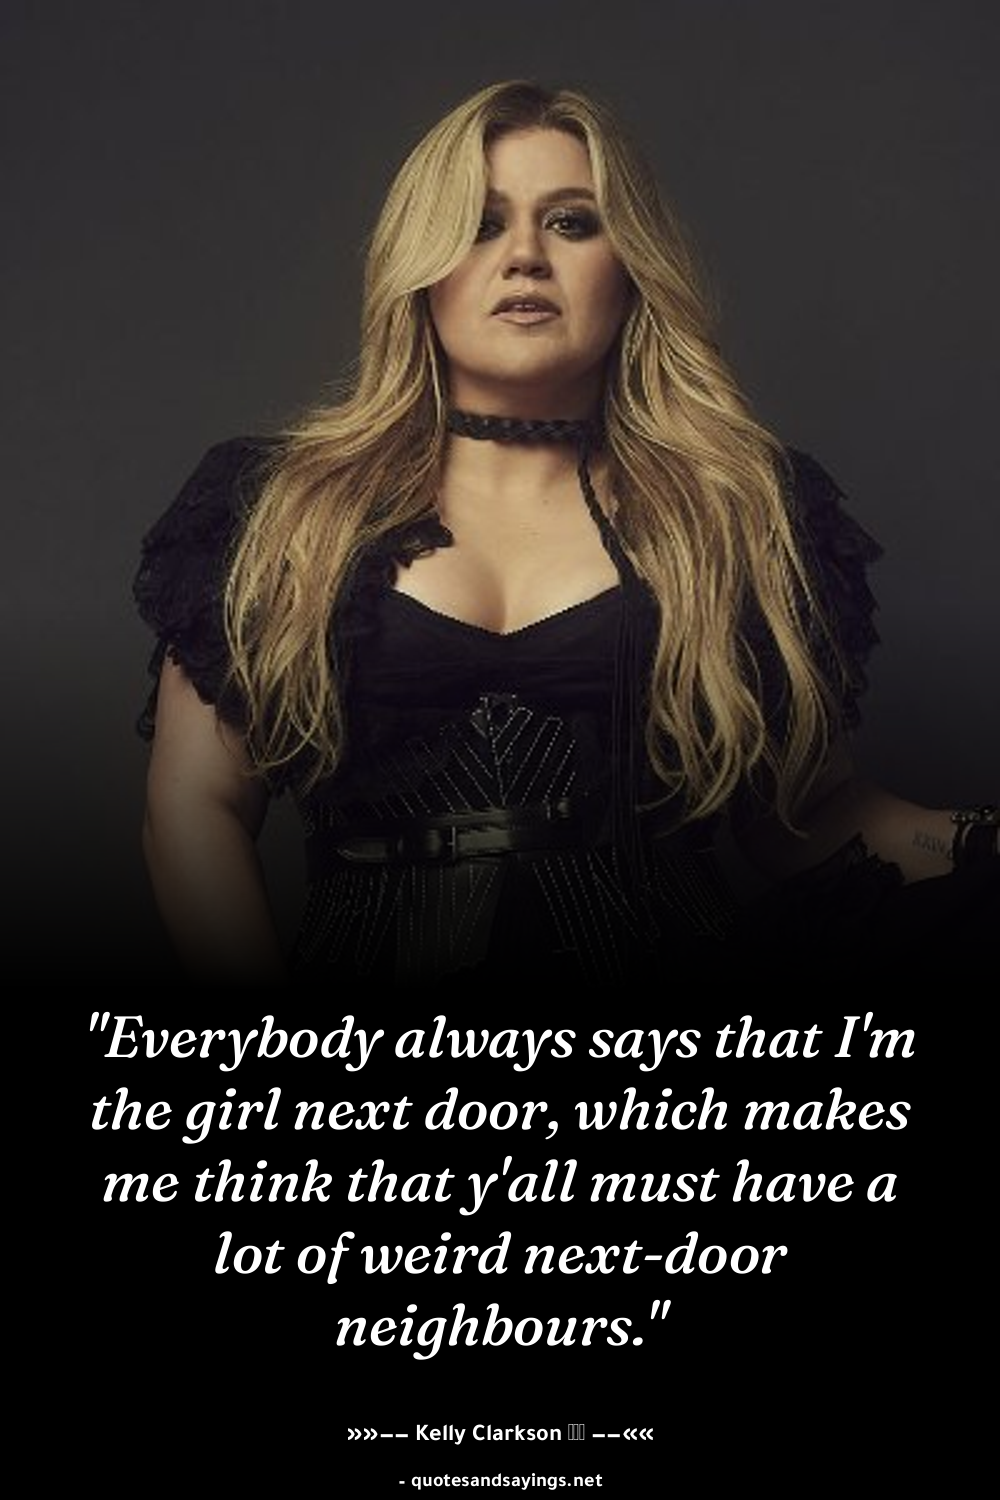 "Everybody always says that I'm
the girl next door, which makes
me think that y'all must have a
lot of weird next-door
neighbours."
»»-- Kelly Clarkson --««
- quotesandsayings.net